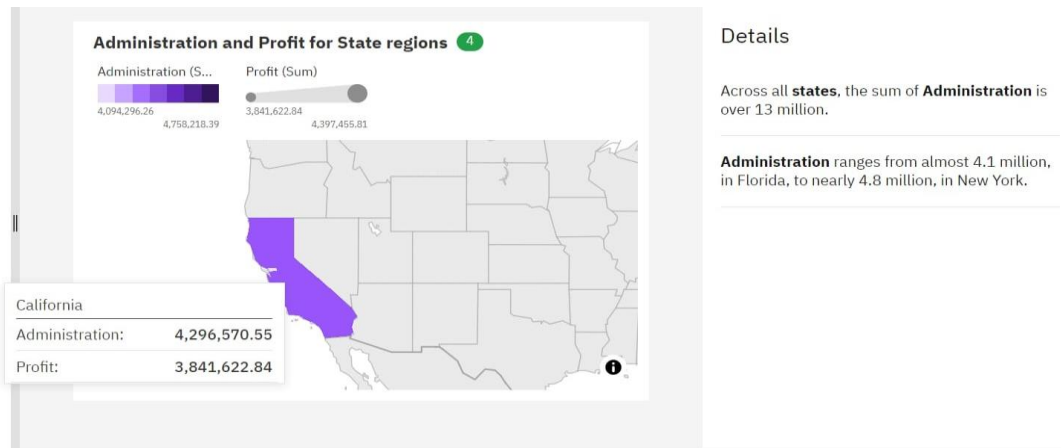 Administration and Profit for State regions 4
Administration (S... Profit (Sum)
4,094,296.26 3,841,622.84
4,758,218.39 4,397,455.81
California
Administration: 4,296,570.55
Profit: 3,841,622.84
Details
Across all states, the sum of Administration is
over 13 million.
Administration ranges from almost 4.1 million,
in Florida, to nearly 4.8 million, in New York.